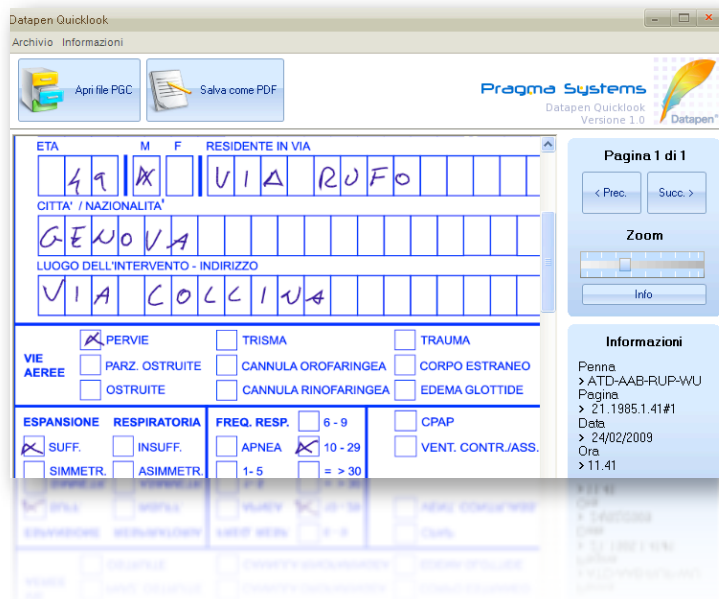 Datapen Quicklook
Archivio Informazioni
Apri file PGC
Salva come PDF
Pragma Systems
Datapen Quicklook
Versione 1.0
Datapen
ETA M F RESIDENTE IN VIA
49 X VIA RUFO
CITTA' / NAZIONALITA'
GENOVA
LUOGO DELL'INTERVENTO - INDIRIZZO
VIA COLLINA
VIE AEREE
X PERVIE TRISMA TRAUMA
PARZ. OSTRUITE CANNULA OROFARINGEA CORPO ESTRANEO
OSTRUITE CANNULA RINOFARINGEA EDEMA GLOTTIDE
ESPANSIONE RESPIRATORIA FREQ. RESP. 6 - 9 CPAP
X SUFF. INSUFF. APNEA X 10 - 29 VENT. CONTR./ASS.
SIMMETR. ASIMMETR. 1- 5 = > 30
Pagina 1 di 1
< Prec. Succ. >
Zoom
Info
Informazioni
Penna
> ATD-AAB-RUP-WU
Pagina
> 21.1985.1.41#1
Data
> 24/02/2009
Ora
> 11.41